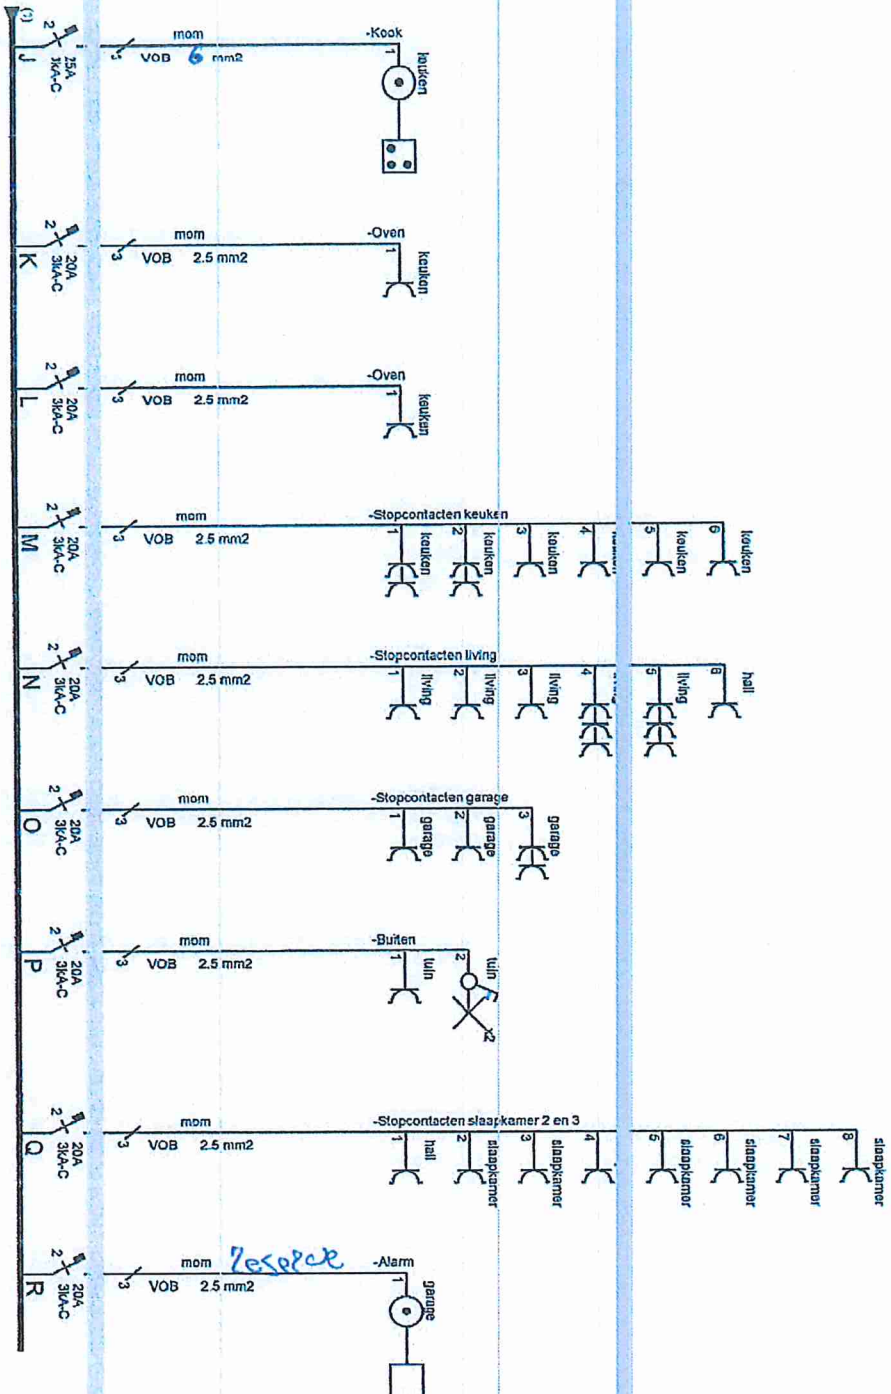 (1)
J
2
25A
3kA-C
mom
VOB 6 mm2
-Kook
1
keuken
K
2
20A
3kA-C
3
mom
VOB 2.5 mm2
-Oven
1
keuken
L
2
20A
3kA-C
3
mom
VOB 2.5 mm2
-Oven
1
keuken
M
2
20A
3kA-C
3
mom
VOB 2.5 mm2
-Stopcontacten keuken
1 keuken
2 keuken
3 keuken
4
5 keuken
6 keuken
N
2
20A
3kA-C
3
mom
VOB 2.5 mm2
-Stopcontacten living
1 living
2 living
3 living
4
5 living
6 hall
O
2
20A
3kA-C
3
mom
VOB 2.5 mm2
-Stopcontacten garage
1 garage
2 garage
3 garage
P
2
20A
3kA-C
3
mom
VOB 2.5 mm2
-Buiten
1 tuin
2 tuin
x2
Q
2
20A
3kA-C
3
mom
VOB 2.5 mm2
-Stopcontacten slaapkamer 2 en 3
1 hall
2 slaapkamer
3 slaapkamer
4
5 slaapkamer
6 slaapkamer
7 slaapkamer
8 slaapkamer
R
2
20A
3kA-C
3
mom Reserve
VOB 2.5 mm2
-Alarm
1
garage